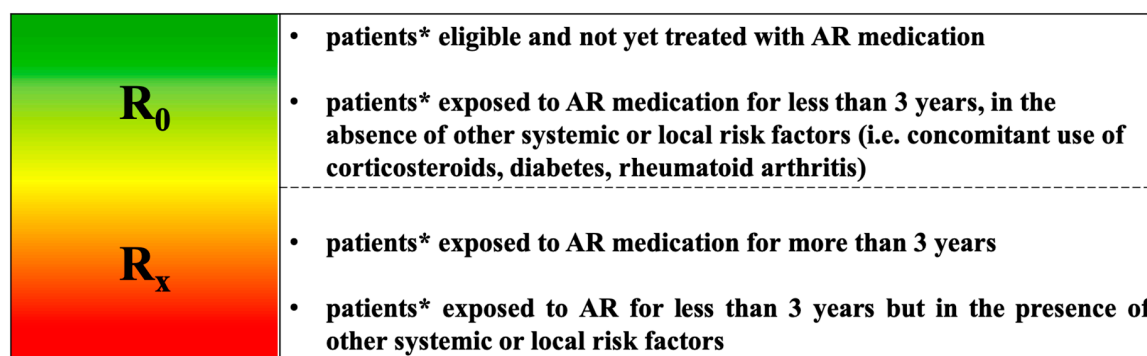 R0
• patients* eligible and not yet treated with AR medication
• patients* exposed to AR medication for less than 3 years, in the
absence of other systemic or local risk factors (i.e. concomitant use of
corticosteroids, diabetes, rheumatoid arthritis)
Rx
• patients* exposed to AR medication for more than 3 years
• patients* exposed to AR for less than 3 years but in the presence of
other systemic or local risk factors